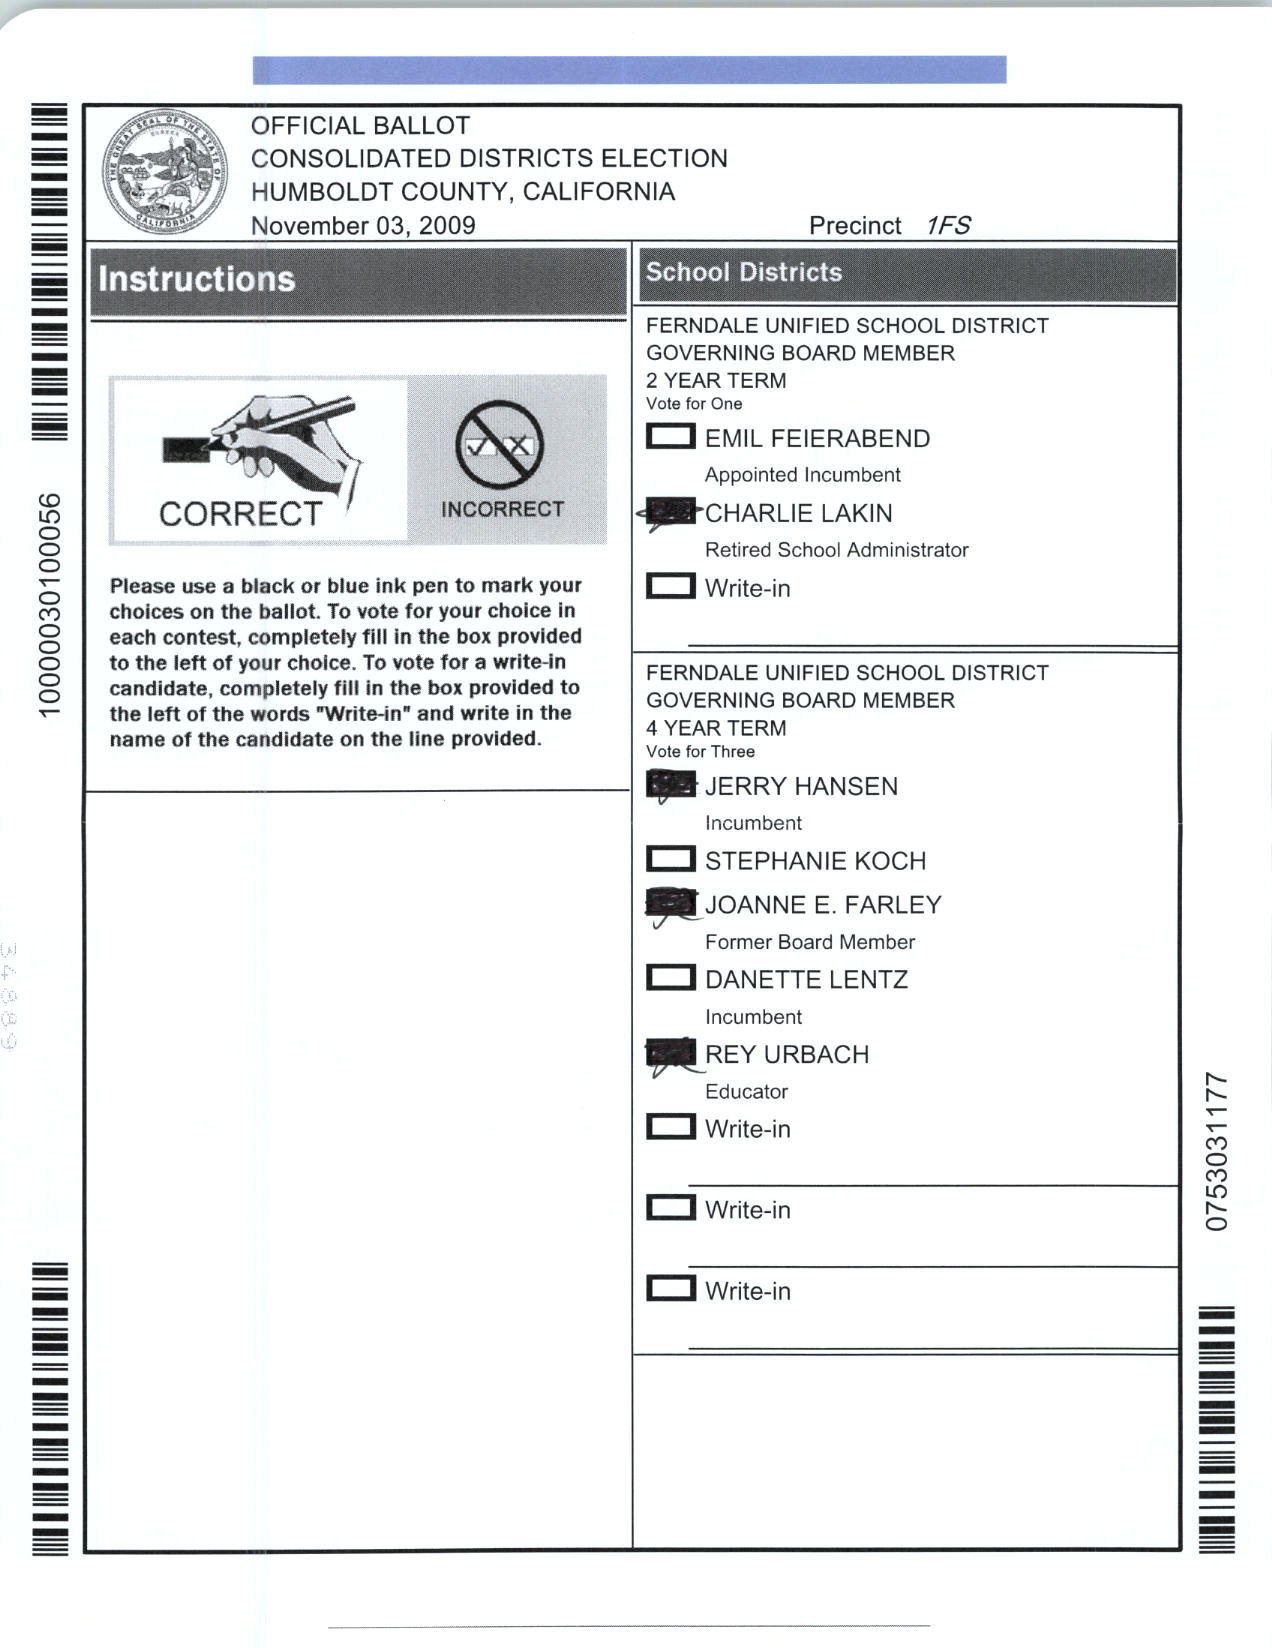 OFFICIAL BALLOT
CONSOLIDATED DISTRICTS ELECTION
HUMBOLDT COUNTY, CALIFORNIA
November 03, 2009
Precinct 1FS
THE GREAT SEAL OF THE STATE OF CALIFORNIA
EUREKA
Instructions
CORRECT
INCORRECT
Please use a black or blue ink pen to mark your
choices on the ballot. To vote for your choice in
each contest, completely fill in the box provided
to the left of your choice. To vote for a write-in
candidate, completely fill in the box provided to
the left of the words "Write-in" and write in the
name of the candidate on the line provided.
School Districts
FERNDALE UNIFIED SCHOOL DISTRICT
GOVERNING BOARD MEMBER
2 YEAR TERM
Vote for One
EMIL FEIERABEND
Appointed Incumbent
CHARLIE LAKIN
Retired School Administrator
Write-in
FERNDALE UNIFIED SCHOOL DISTRICT
GOVERNING BOARD MEMBER
4 YEAR TERM
Vote for Three
JERRY HANSEN
Incumbent
STEPHANIE KOCH
JOANNE E. FARLEY
Former Board Member
DANETTE LENTZ
Incumbent
REY URBACH
Educator
Write-in
Write-in
Write-in
10000030100056
34889
0753031177